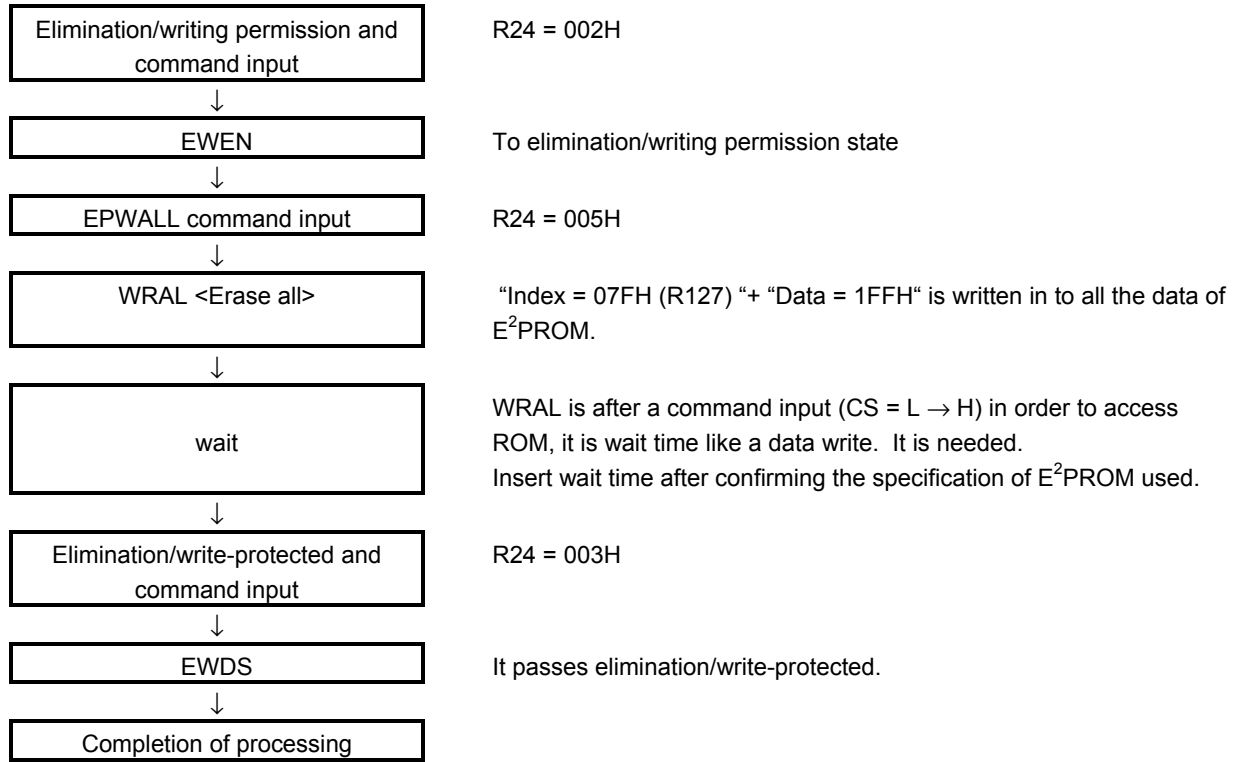 Elimination/writing permission and
command input
R24 = 002H
↓
EWEN
To elimination/writing permission state
↓
EPWALL command input
R24 = 005H
↓
WRAL <Erase all>
“Index = 07FH (R127) “+ “Data = 1FFH“ is written in to all the data of
E²PROM.
↓
wait
WRAL is after a command input (CS = L → H) in order to access
ROM, it is wait time like a data write. It is needed.
Insert wait time after confirming the specification of E²PROM used.
↓
Elimination/write-protected and
command input
R24 = 003H
↓
EWDS
It passes elimination/write-protected.
↓
Completion of processing